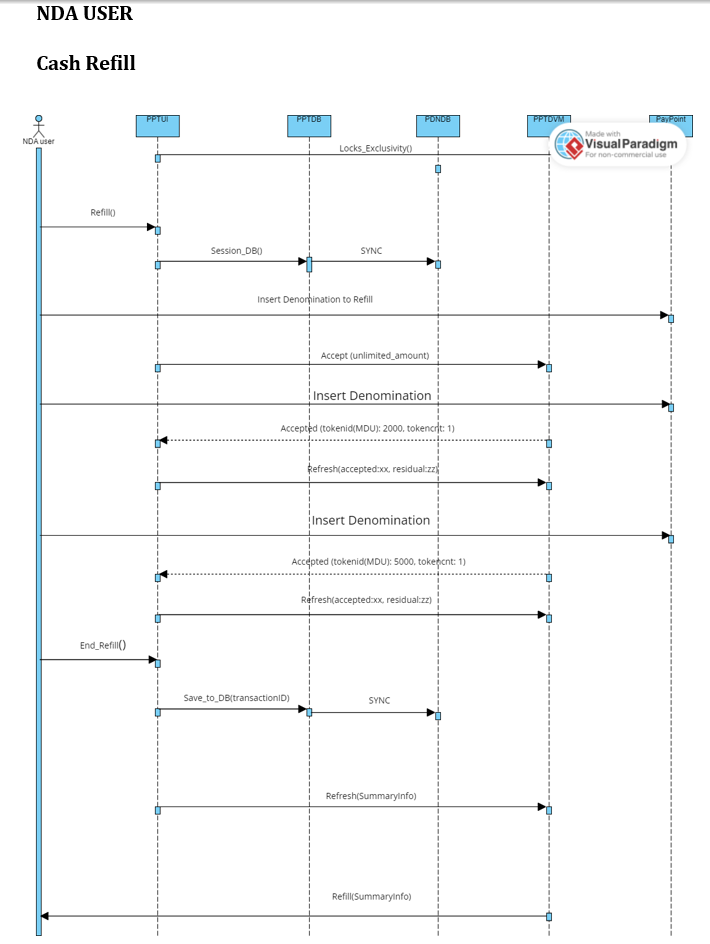 NDA USER
Cash Refill
PPTUI
PPTDB
PDNDB
PPTDVM
PayPoint
NDA user
Made with
VisualParadigm
For non-commercial use
Locks_Exclusivity()
Refill()
Session_DB()
SYNC
Insert Denomination to Refill
Accept (unlimited_amount)
Insert Denomination
Accepted (tokenid(MDU): 2000, tokencnt: 1)
Refresh(accepted:xx, residual:zz)
Insert Denomination
Accepted (tokenid(MDU): 5000, tokencnt: 1)
Refresh(accepted:xx, residual:zz)
End_Refill()
Save_to_DB(transactionID)
SYNC
Refresh(SummaryInfo)
Refill(SummaryInfo)